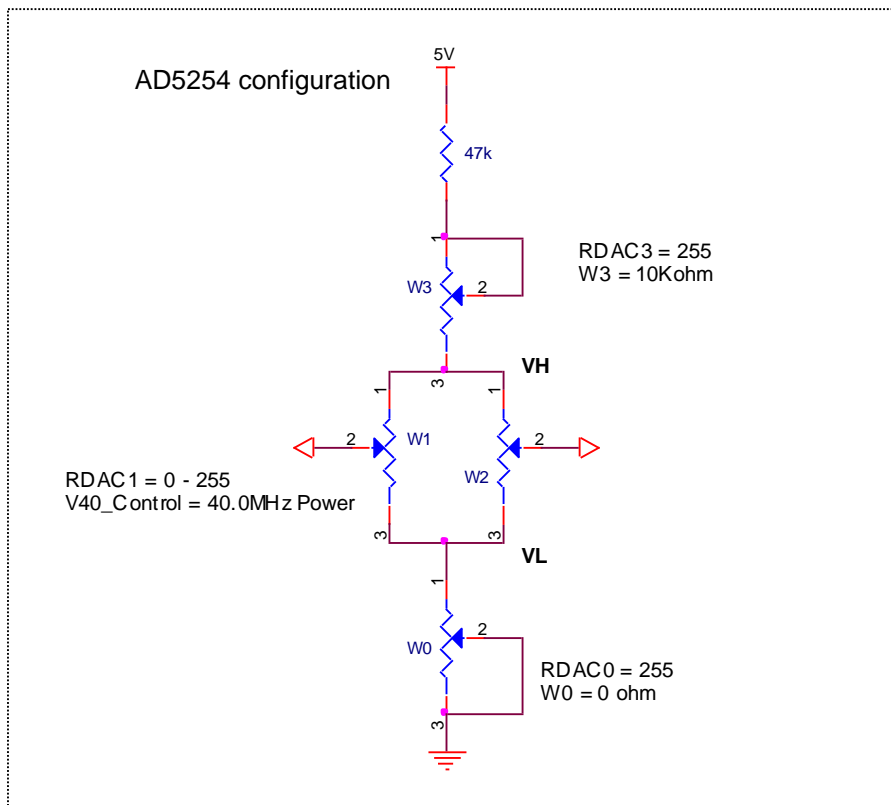 5V
AD5254 configuration
47k
1
RDAC3 = 255
W3 = 10Kohm
W3
2
3
VH
1
1
2
W1
2
W2
RDAC1 = 0 - 255
V40_Control = 40.0MHz Power
3
3
VL
1
2
W0
RDAC0 = 255
W0 = 0 ohm
3